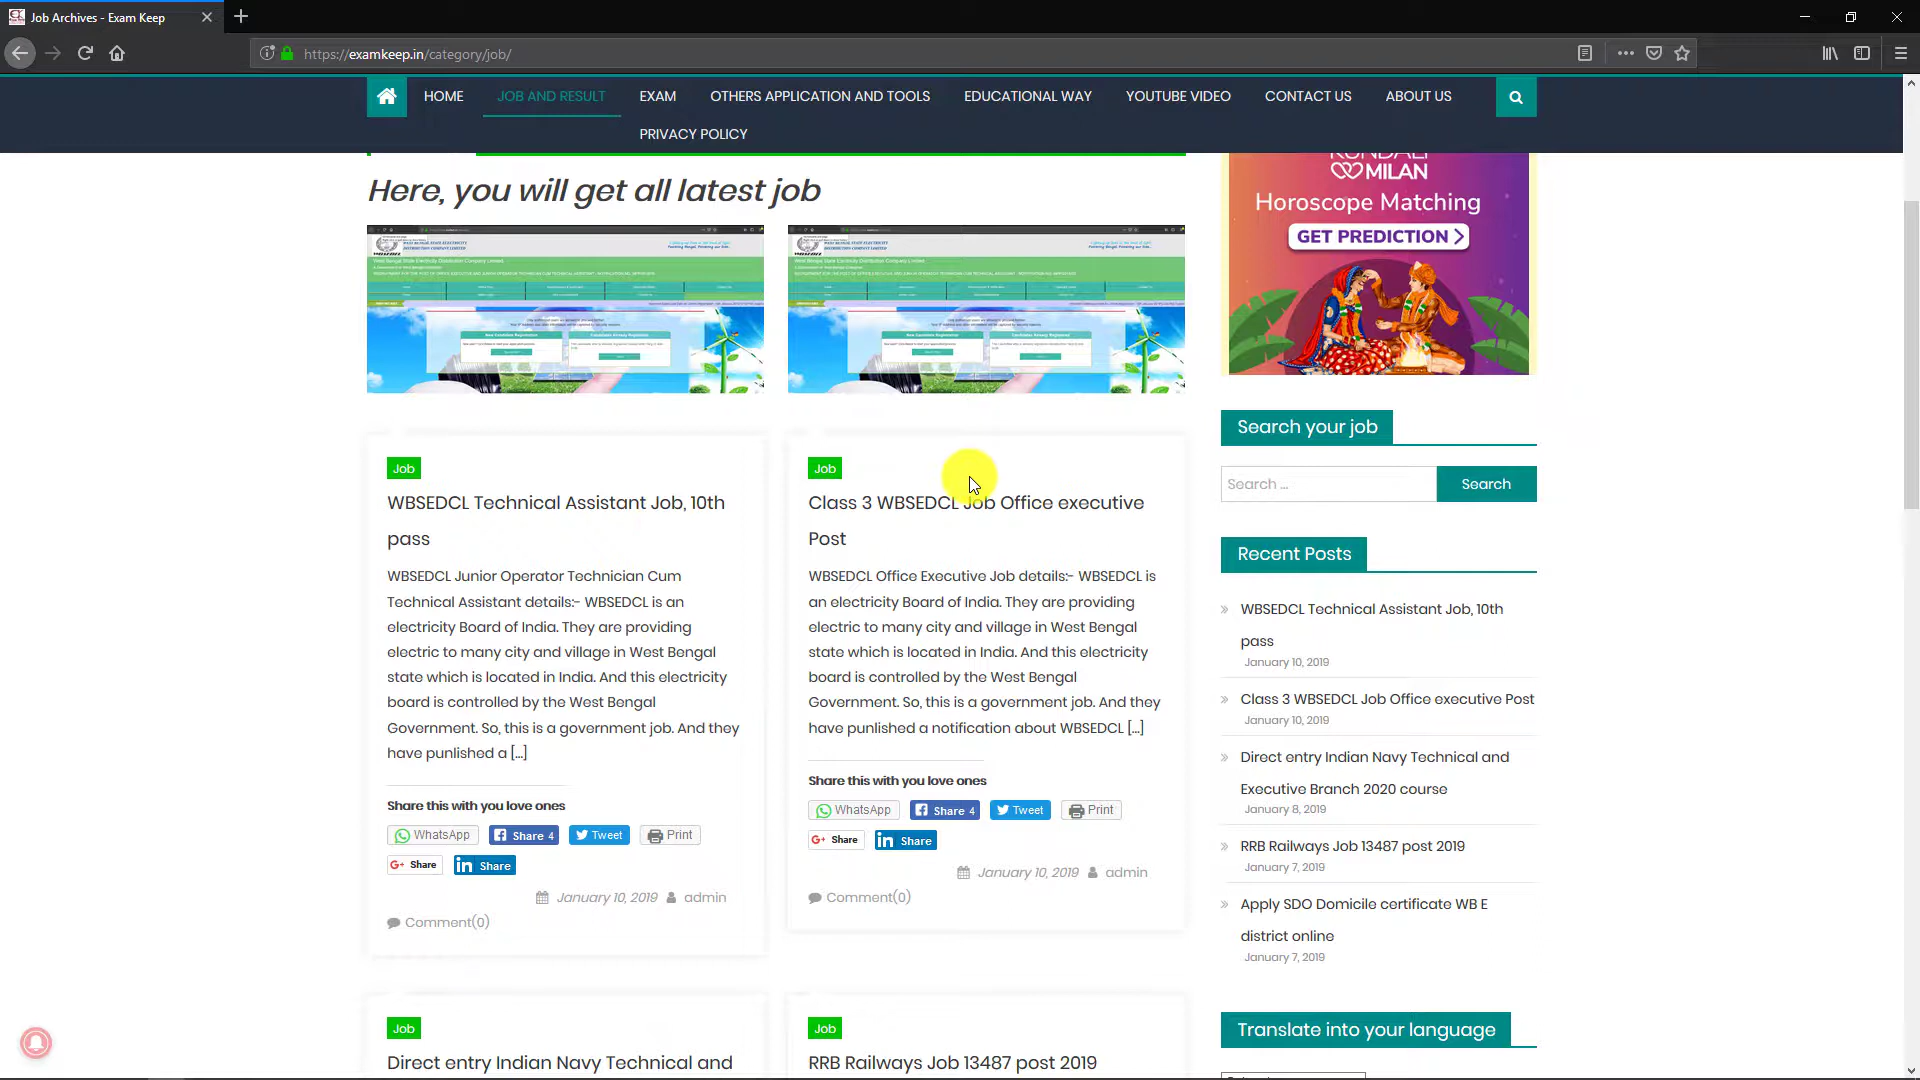 Job Archives - Exam Keep
https://examkeep.in/category/job/
HOME
JOB AND RESULT
EXAM
OTHERS APPLICATION AND TOOLS
EDUCATIONAL WAY
YOUTUBE VIDEO
CONTACT US
ABOUT US
PRIVACY POLICY
Here, you will get all latest job
MILAN
Horoscope Matching
GET PREDICTION
Job
WBSEDCL Technical Assistant Job, 10th
pass
WBSEDCL Junior Operator Technician Cum
Technical Assistant details:- WBSEDCL is an
electricity Board of India. They are providing
electric to many city and village in West Bengal
state which is located in India. And this electricity
board is controlled by the West Bengal
Government. So, this is a government job. And they
have punlished a [...]
Share this with you love ones
WhatsApp
Share 4
Tweet
Print
G+ Share
in Share
January 10, 2019 admin
Comment(0)
Job
Class 3 WBSEDCL Job Office executive
Post
WBSEDCL Office Executive Job details:- WBSEDCL is
an electricity Board of India. They are providing
electric to many city and village in West Bengal
state which is located in India. And this electricity
board is controlled by the West Bengal
Government. So, this is a government job. And they
have punlished a notification about WBSEDCL [...]
Share this with you love ones
WhatsApp
Share 4
Tweet
Print
G+ Share
in Share
January 10, 2019 admin
Comment(0)
Job
Direct entry Indian Navy Technical and
Job
RRB Railways Job 13487 post 2019
Search your job
Search ...
Search
Recent Posts
WBSEDCL Technical Assistant Job, 10th
pass
January 10, 2019
Class 3 WBSEDCL Job Office executive Post
January 10, 2019
Direct entry Indian Navy Technical and
Executive Branch 2020 course
January 8, 2019
RRB Railways Job 13487 post 2019
January 7, 2019
Apply SDO Domicile certificate WB E
district online
January 7, 2019
Translate into your language